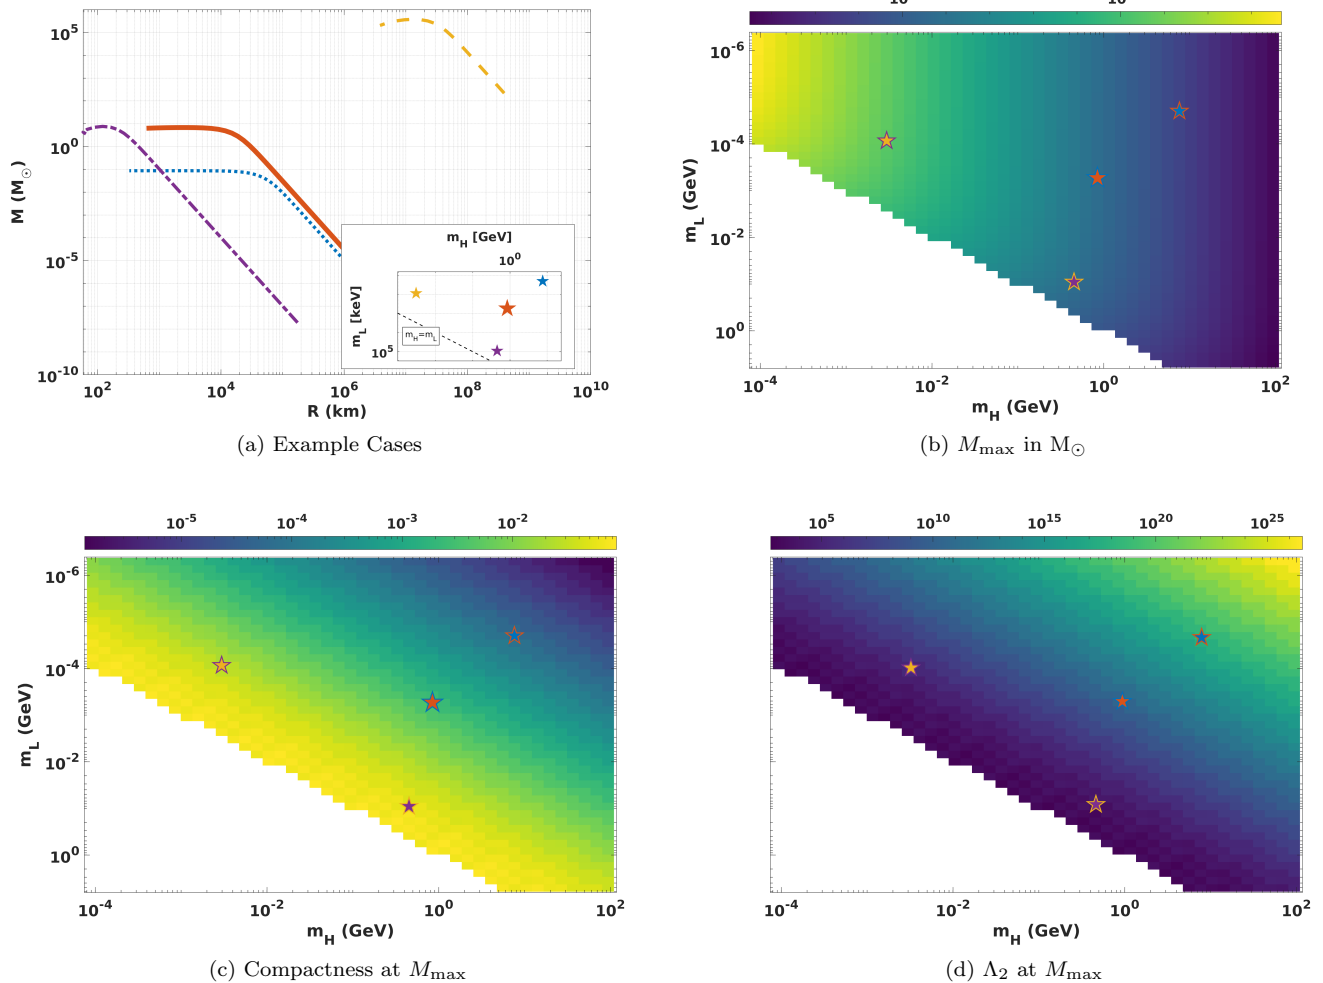 10^5
10^0
10^-5
10^-10
M (M_⊙)
10^2
10^4
10^6
10^8
10^10
R (km)
m_H [GeV]
10^0
m_L [keV]
10^5
m_H=m_L
(a) Example Cases
10^-6
10^-4
10^-2
10^0
m_L (GeV)
10^-4
10^-2
10^0
10^2
m_H (GeV)
(b) M_max in M_⊙
10^-5
10^-4
10^-3
10^-2
10^-6
10^-4
10^-2
10^0
m_L (GeV)
10^-4
10^-2
10^0
10^2
m_H (GeV)
(c) Compactness at M_max
10^5
10^10
10^15
10^20
10^25
10^-4
10^-2
10^0
10^2
m_H (GeV)
(d) Λ_2 at M_max